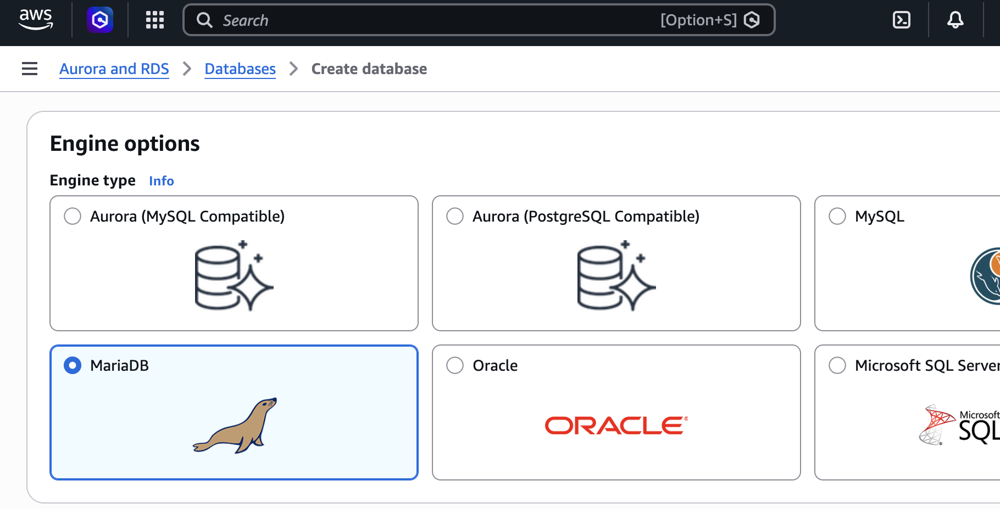 aws
Search [Option+S]
Aurora and RDS Databases Create database
Engine options
Engine type Info
Aurora (MySQL Compatible)
Aurora (PostgreSQL Compatible)
MySQL
MariaDB
Oracle
Microsoft SQL Server
ORACLE®
Microsoft
SQL